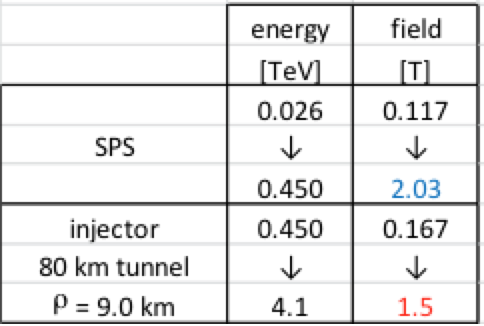 energy field
[TeV] [T]
0.026 0.117
SPS ↓ ↓
0.450 2.03
injector 0.450 0.167
80 km tunnel ↓ ↓
ρ = 9.0 km 4.1 1.5